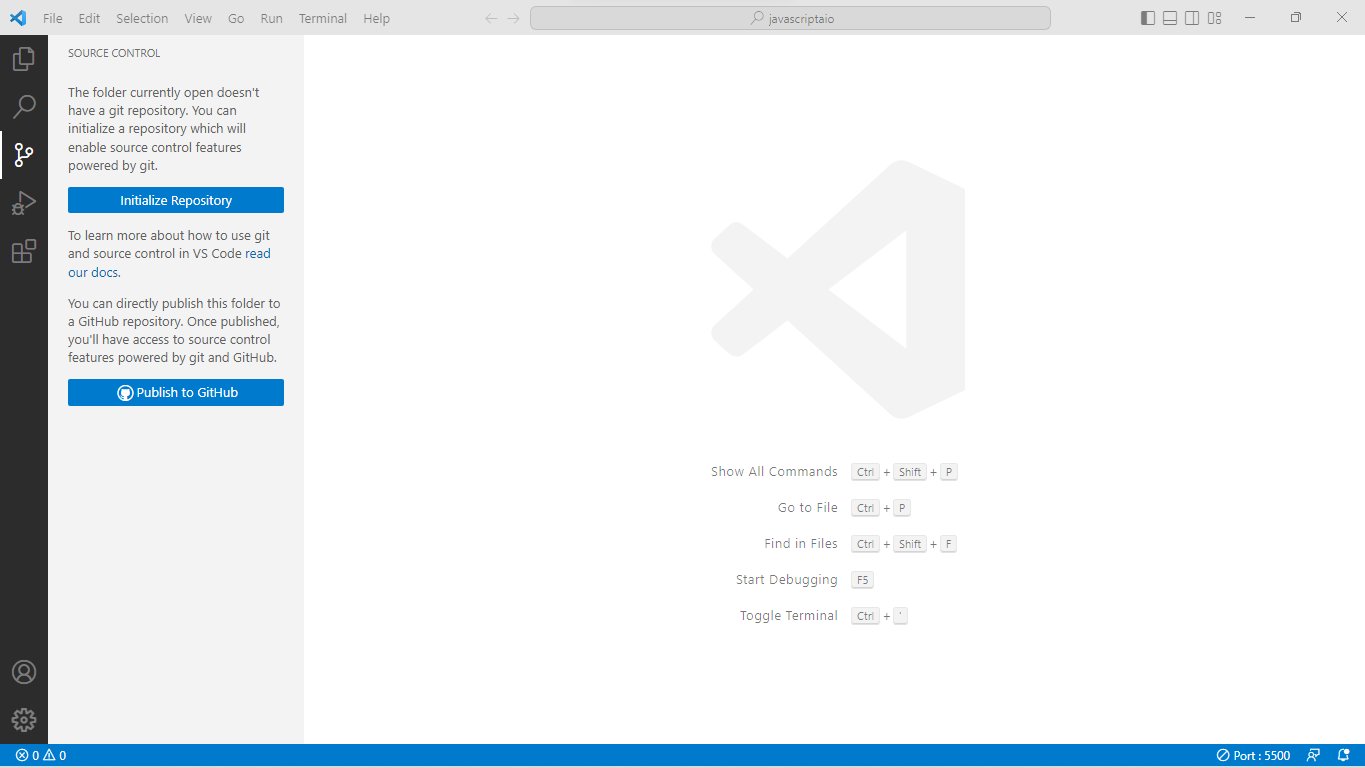 File Edit Selection View Go Run Terminal Help
javascriptaio
SOURCE CONTROL
The folder currently open doesn't
have a git repository. You can
initialize a repository which will
enable source control features
powered by git.
Initialize Repository
To learn more about how to use git
and source control in VS Code read
our docs.
You can directly publish this folder to
a GitHub repository. Once published,
you'll have access to source control
features powered by git and GitHub.
Publish to GitHub
Show All Commands Ctrl + Shift + P
Go to File Ctrl + P
Find in Files Ctrl + Shift + F
Start Debugging F5
Toggle Terminal Ctrl + '
0 0
Port : 5500